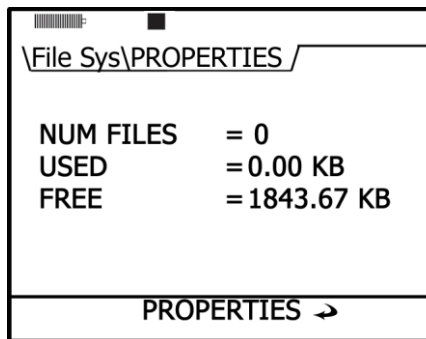 \File Sys\PROPERTIES /
NUM FILES = 0
USED =0.00 KB
FREE =1843.67 KB
PROPERTIES